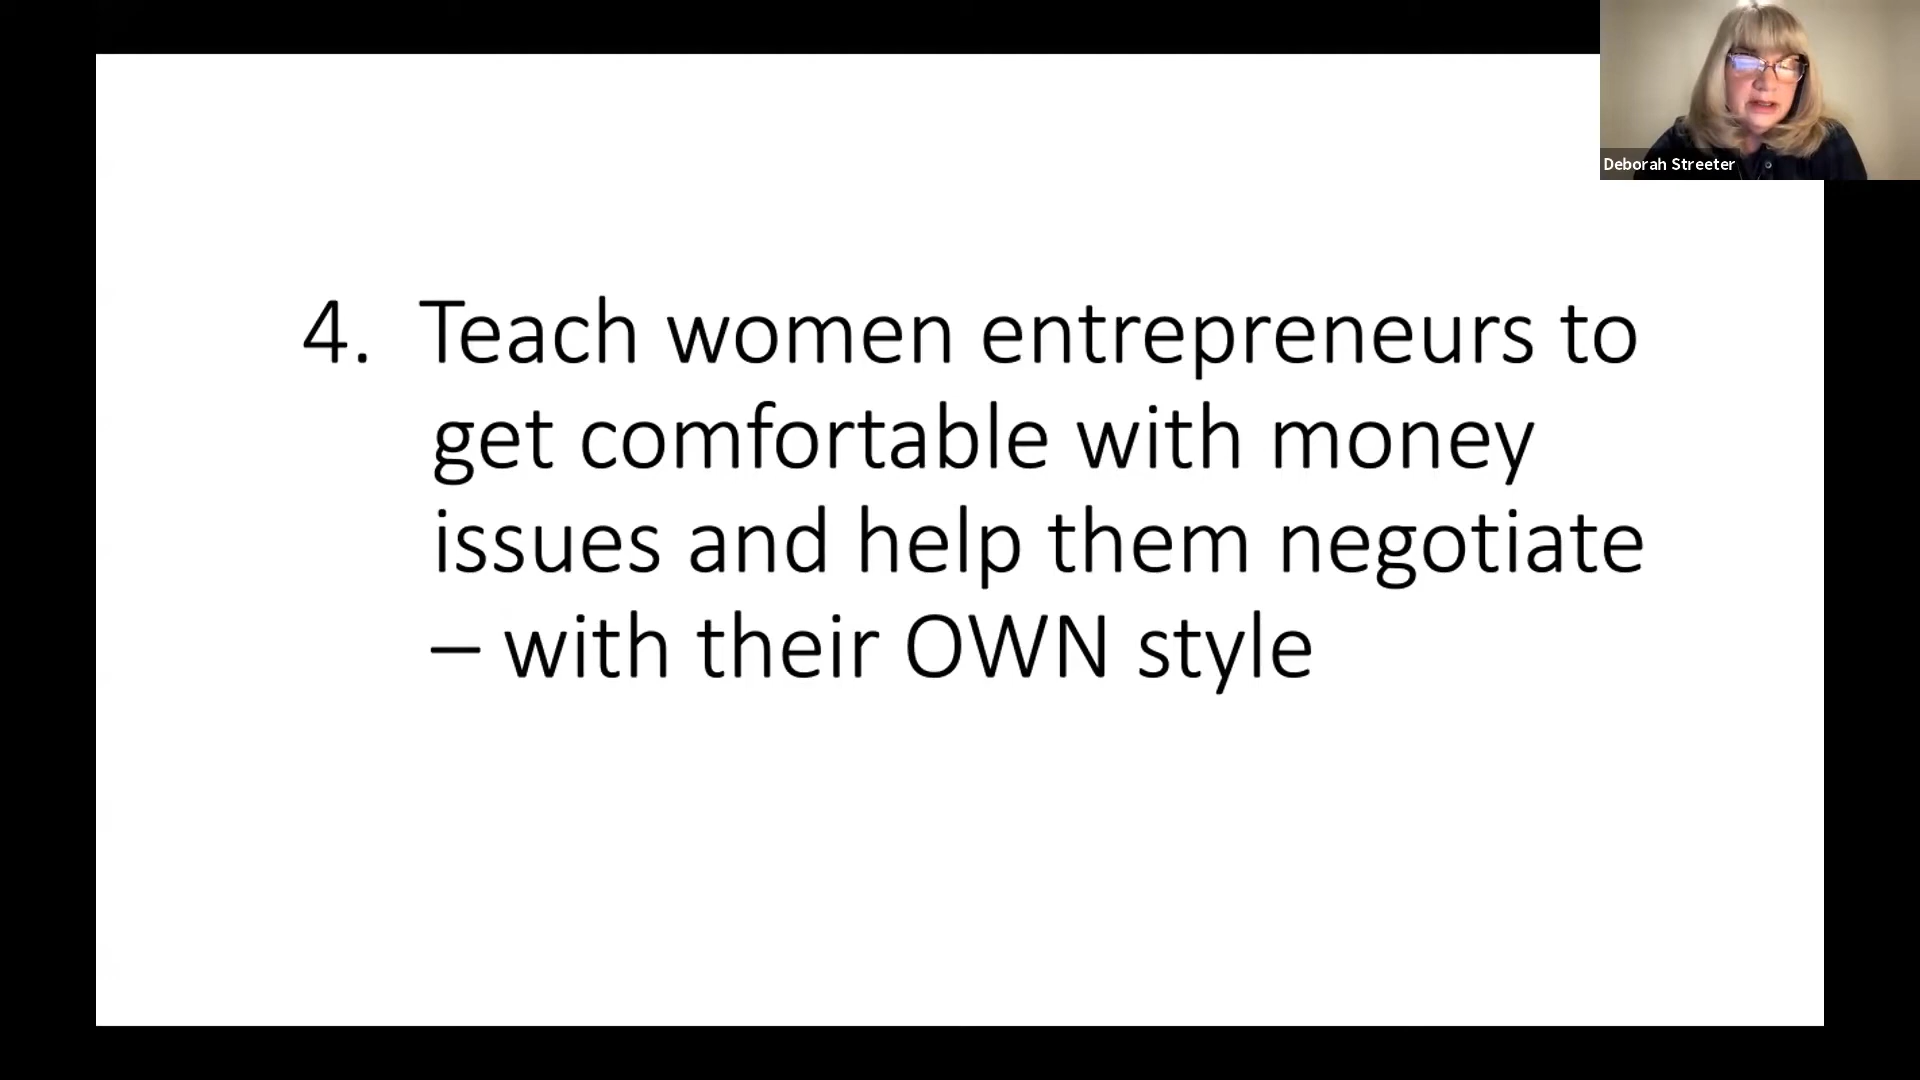 Deborah Streeter
4. Teach women entrepreneurs to
get comfortable with money
issues and help them negotiate
– with their OWN style